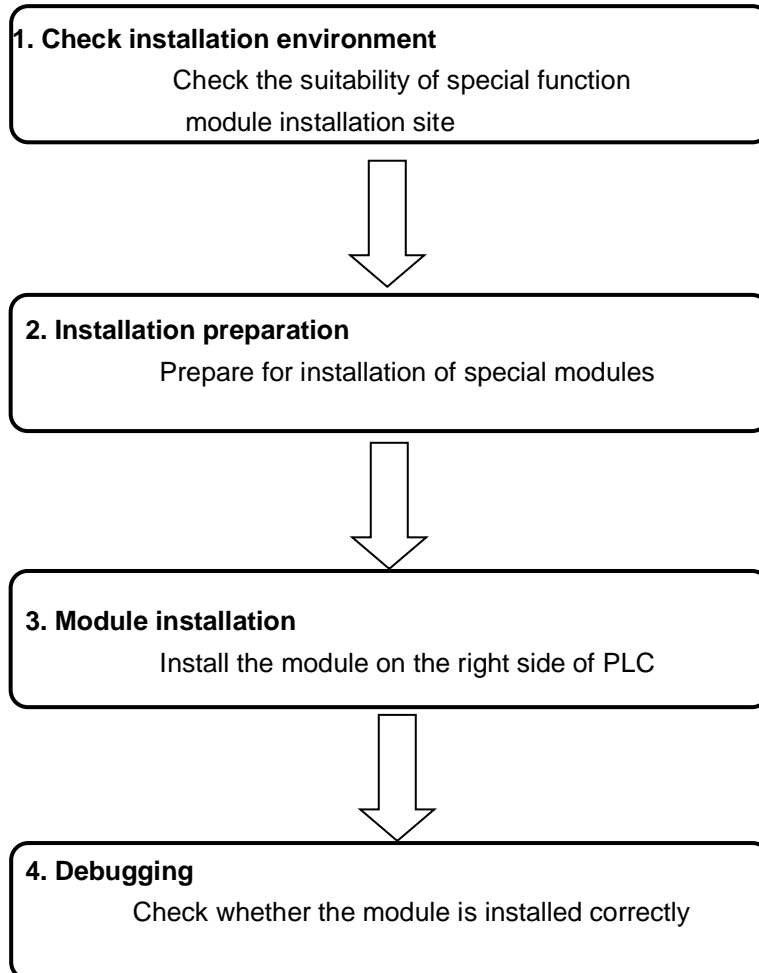 1. Check installation environment
Check the suitability of special function
module installation site
2. Installation preparation
Prepare for installation of special modules
3. Module installation
Install the module on the right side of PLC
4. Debugging
Check whether the module is installed correctly